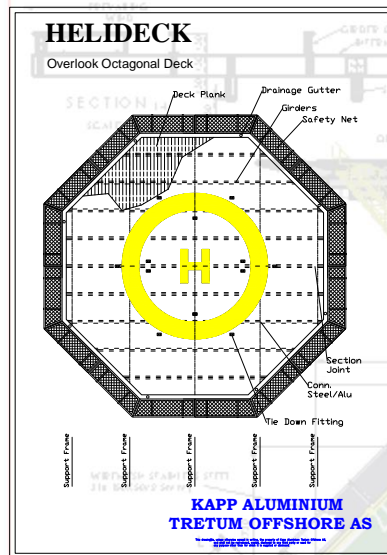 HELIDECK
Overlook Octagonal Deck
SECTION
Deck Plank
Drainage Gutter
Girders
Safety Net
H
Section
Joint
Conn.
Steel/Alu
Tie Down Fitting
Support Frame
Support Frame
Support Frame
Support Frame
Support Frame
KAPP ALUMINIUM
TRETUM OFFSHORE AS